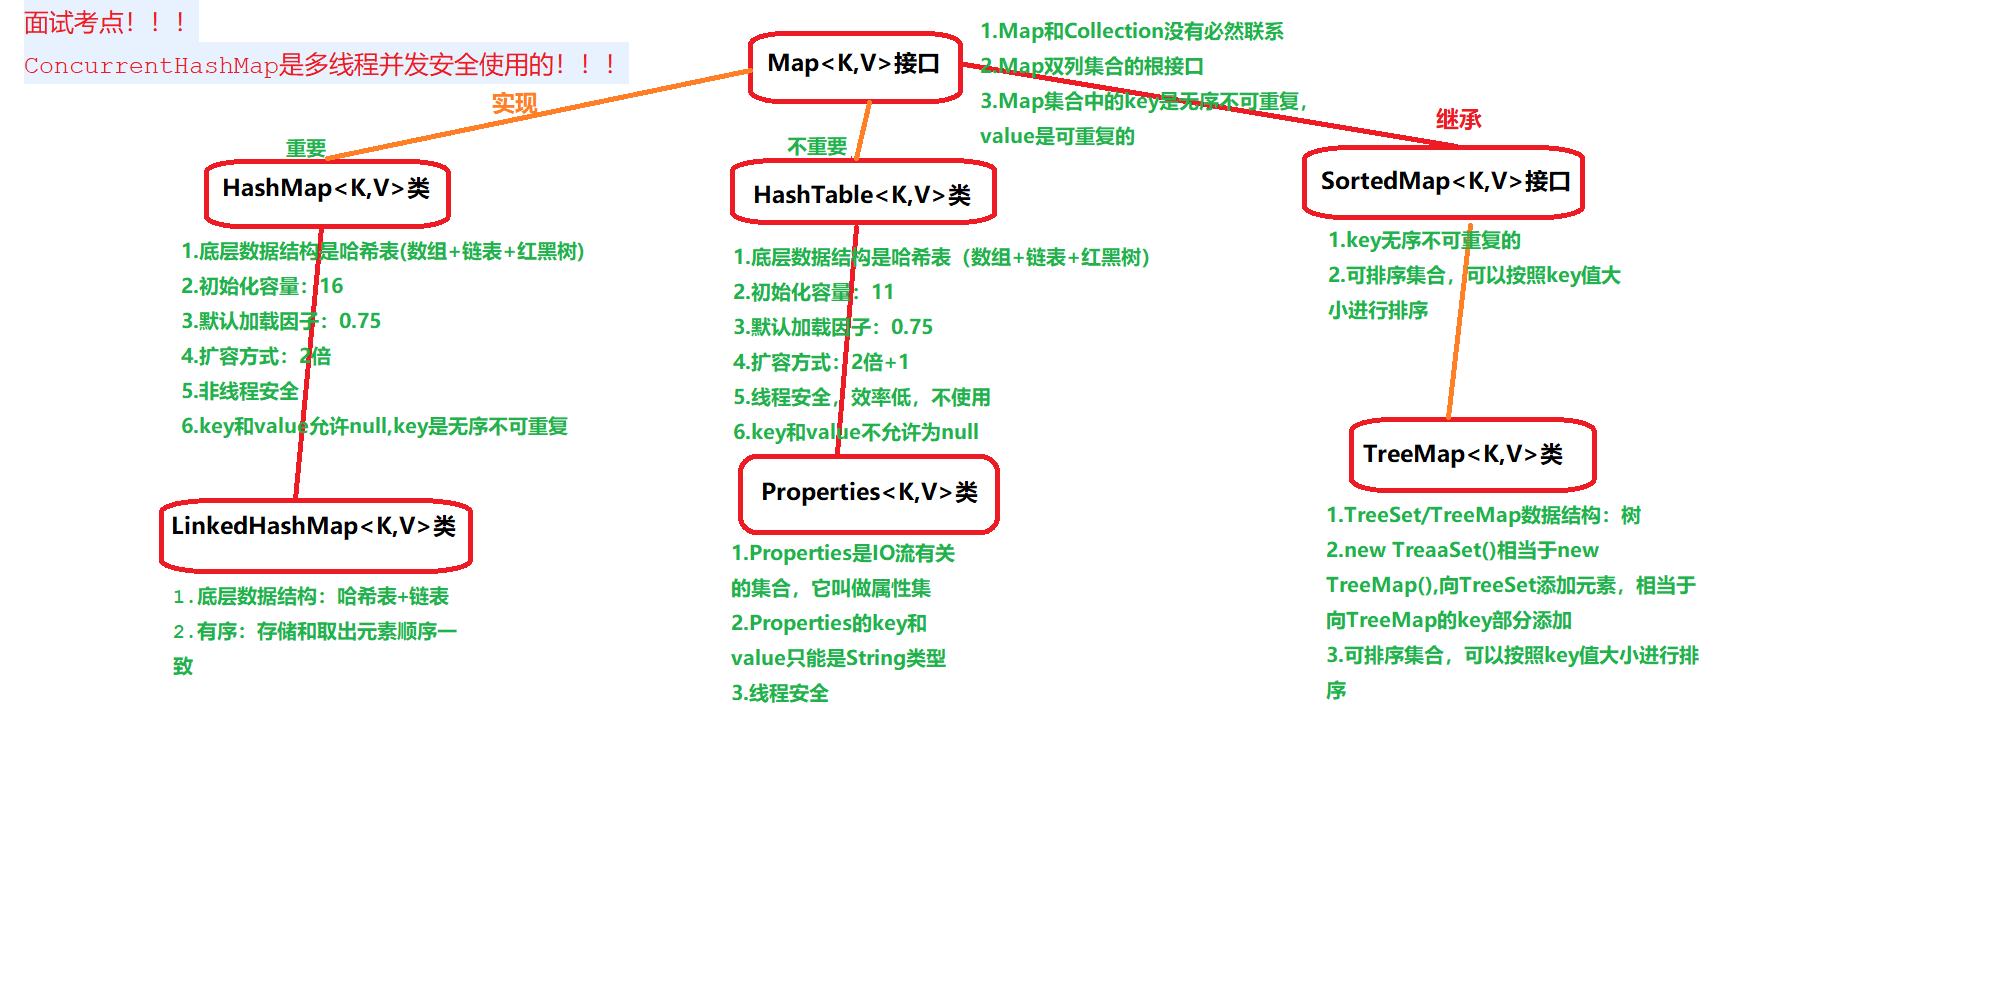 面试考点！！！
ConcurrentHashMap是多线程并发安全使用的！！！
Map<K,V>接口
1.Map和Collection没有必然联系
2.Map双列集合的根接口
3.Map集合中的key是无序不可重复，
value是可重复的
实现
继承
重要
HashMap<K,V>类
1.底层数据结构是哈希表(数组+链表+红黑树)
2.初始化容量：16
3.默认加载因子：0.75
4.扩容方式：2倍
5.非线程安全
6.key和value允许null,key是无序不可重复
LinkedHashMap<K,V>类
1.底层数据结构：哈希表+链表
2.有序：存储和取出元素顺序一
致
不重要
HashTable<K,V>类
1.底层数据结构是哈希表（数组+链表+红黑树）
2.初始化容量：11
3.默认加载因子：0.75
4.扩容方式：2倍+1
5.线程安全，效率低，不使用
6.key和value不允许为null
Properties<K,V>类
1.Properties是IO流有关
的集合，它叫做属性集
2.Properties的key和
value只能是String类型
3.线程安全
SortedMap<K,V>接口
1.key无序不可重复的
2.可排序集合，可以按照key值大
小进行排序
TreeMap<K,V>类
1.TreeSet/TreeMap数据结构：树
2.new TreaaSet()相当于new
TreeMap(),向TreeSet添加元素，相当于
向TreeMap的key部分添加
3.可排序集合，可以按照key值大小进行排
序